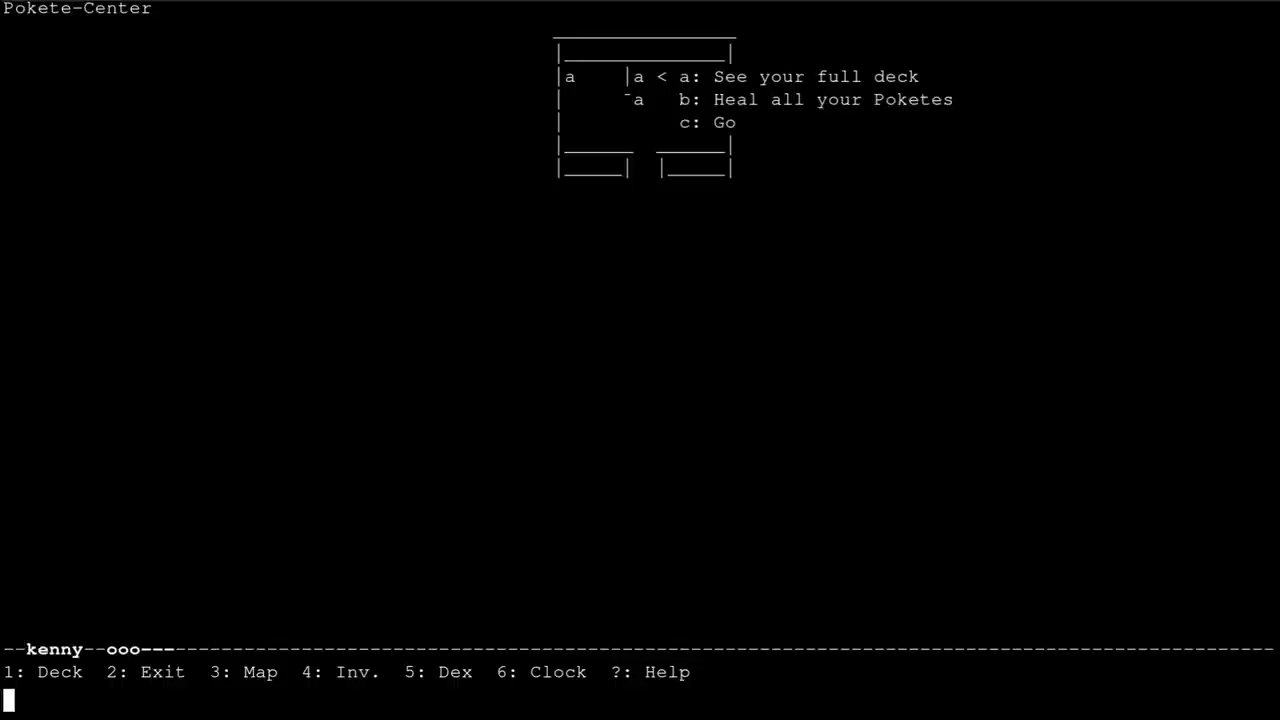 Pokete-Center
a a < a: See your full deck
a b: Heal all your Poketes
c: Go
--kenny--ooo---
1: Deck 2: Exit 3: Map 4: Inv. 5: Dex 6: Clock ?: Help